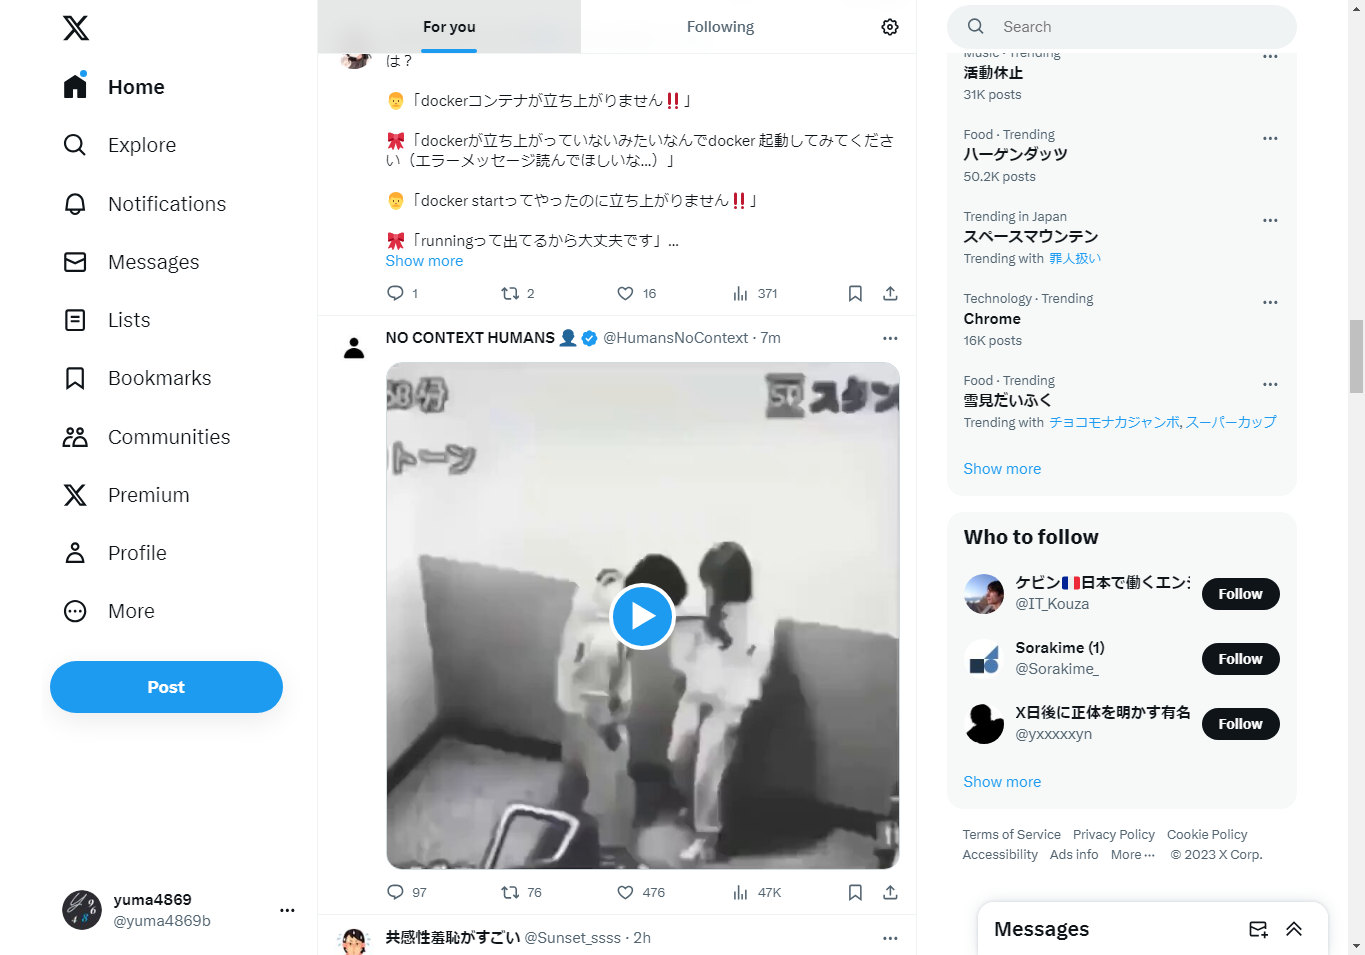 Home
Explore
Notifications
Messages
Lists
Bookmarks
Communities
Premium
Profile
More
Post
yuma4869
@yuma4869b
For you
Following
は？
👨‍🦲「dockerコンテナが立ち上がりません‼️」
🎀「dockerが立ち上がっていないみたいなんでdocker 起動してみてくださ
い（エラーメッセージ読んでほしいな...）」
「docker startってやったのに立ち上がりません‼️」
🎀「runningって出てるから大丈夫です」...
Show more
1
2
16
371
NO CONTEXT HUMANS 👤 @HumansNoContext · 7m
スタン
トーン
97
76
476
47K
共感性羞恥がすごい @Sunset_ssss · 2h
Search
Music · Trending
活動休止
31K posts
Food · Trending
ハーゲンダッツ
50.2K posts
Trending in Japan
スペースマウンテン
Trending with 罪人扱い
Technology · Trending
Chrome
16K posts
Food · Trending
雪見だいふく
Trending with チョコモナカジャンボ, スーパーカップ
Show more
Who to follow
ケビン🇫🇷日本で働くエンジ
@IT_Kouza
Follow
Sorakime (1)
@Sorakime_
Follow
X日後に正体を明かす有名
@yxxxxxyn
Follow
Show more
Terms of Service Privacy Policy Cookie Policy
Accessibility Ads info More ··· © 2023 X Corp.
Messages